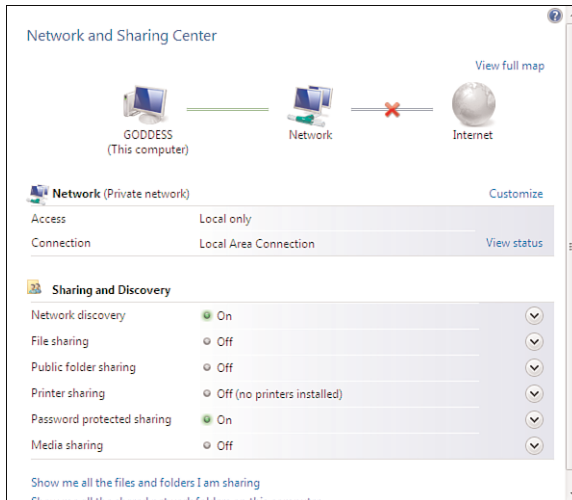 Network and Sharing Center
View full map
GODDESS
(This computer)
Network
Internet
Network (Private network)
Customize
Access Local only
Connection Local Area Connection View status
Sharing and Discovery
Network discovery On
File sharing Off
Public folder sharing Off
Printer sharing Off (no printers installed)
Password protected sharing On
Media sharing Off
Show me all the files and folders I am sharing